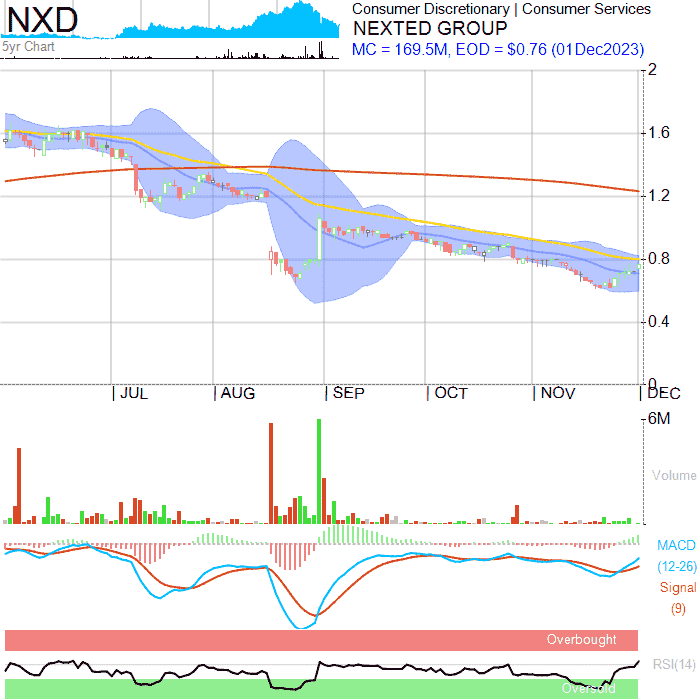 NXD
Consumer Discretionary | Consumer Services
NEXTED GROUP
MC = 169.5M, EOD = $0.76 (01Dec2023)
5yr Chart
2
1.6
1.2
0.8
0.4
0
JUL
AUG
SEP
OCT
NOV
DEC
6M
Volume
MACD
(12-26)
Signal
(9)
Overbought
RSI(14)
Oversold